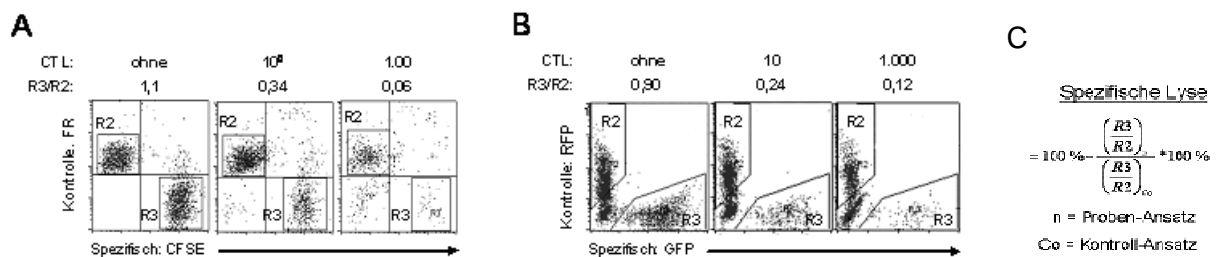 A
CTL: ohne 1.00
R3/R2: 1,1 0,34 0,06
Kontrolle: FR
R2
R3
R2
R3
R2
R3
Spezifisch: CFSE
B
CTL: ohne 10 1.000
R3/R2: 0,90 0,24 0,12
Kontrolle: RFP
R2
R3
R2
R3
R2
R3
Spezifisch: GFP
C
Spezifische Lyse
= 100 % - (R3/R2)n / (R3/R2)Co *100 %
n = Proben-Ansatz
Co = Kontroll-Ansatz